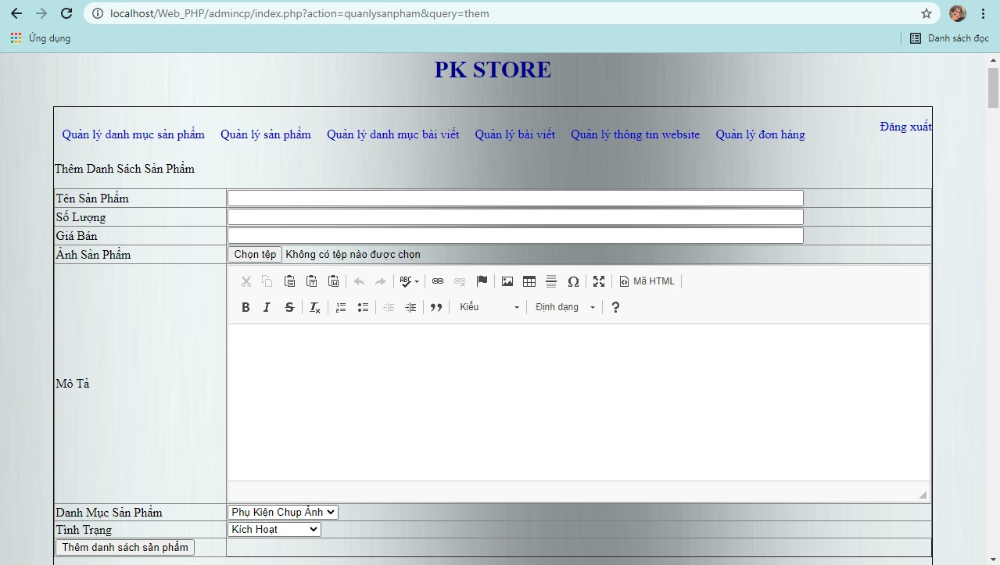 localhost/Web_PHP/admincp/index.php?action=quanlysanpham&query=them
Ứng dụng
Danh sách đọc
PK STORE
Đăng xuất
Quản lý danh mục sản phẩm Quản lý sản phẩm Quản lý danh mục bài viết Quản lý bài viết Quản lý thông tin website Quản lý đơn hàng
Thêm Danh Sách Sản Phẩm
Tên Sản Phẩm
Số Lượng
Giá Bán
Ảnh Sản Phẩm Chọn tệp Không có tệp nào được chọn
Mã HTML
Kiểu Định dạng
Mô Tả
Danh Mục Sản Phẩm Phụ Kiện Chụp Ảnh
Tình Trạng Kích Hoạt
Thêm danh sách sản phẩm